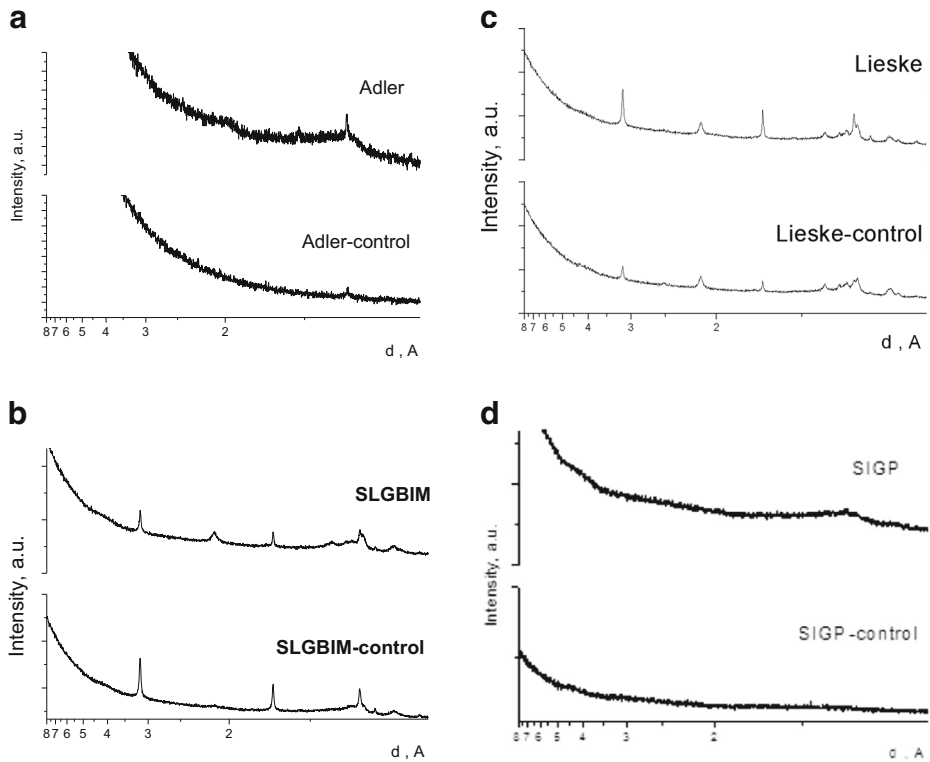 a
Adler
Intensity, a.u.
Adler-control
8 7 6 5 4 3 2
d , A
b
SLGBIM
Intensity, a.u.
SLGBIM-control
8 7 6 5 4 3 2
d , A
c
Lieske
Intensity, a.u.
Lieske-control
8 7 6 5 4 3 2
d , A
d
SIGP
Intensity, a.u.
SIGP-control
8 7 6 5 4 3 2
d , A